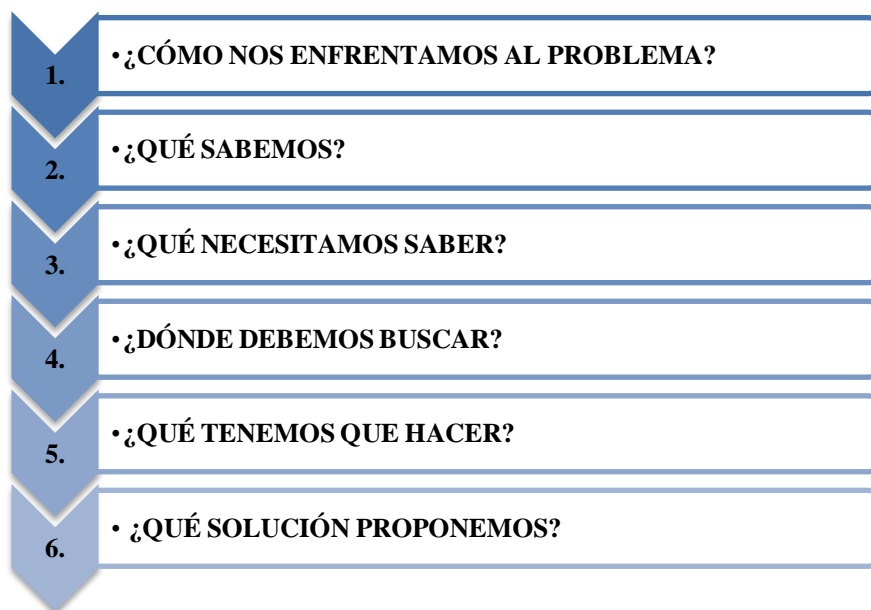 1. • ¿CÓMO NOS ENFRENTAMOS AL PROBLEMA?
2. • ¿QUÉ SABEMOS?
3. • ¿QUÉ NECESITAMOS SABER?
4. • ¿DÓNDE DEBEMOS BUSCAR?
5. • ¿QUÉ TENEMOS QUE HACER?
6. • ¿QUÉ SOLUCIÓN PROPONEMOS?